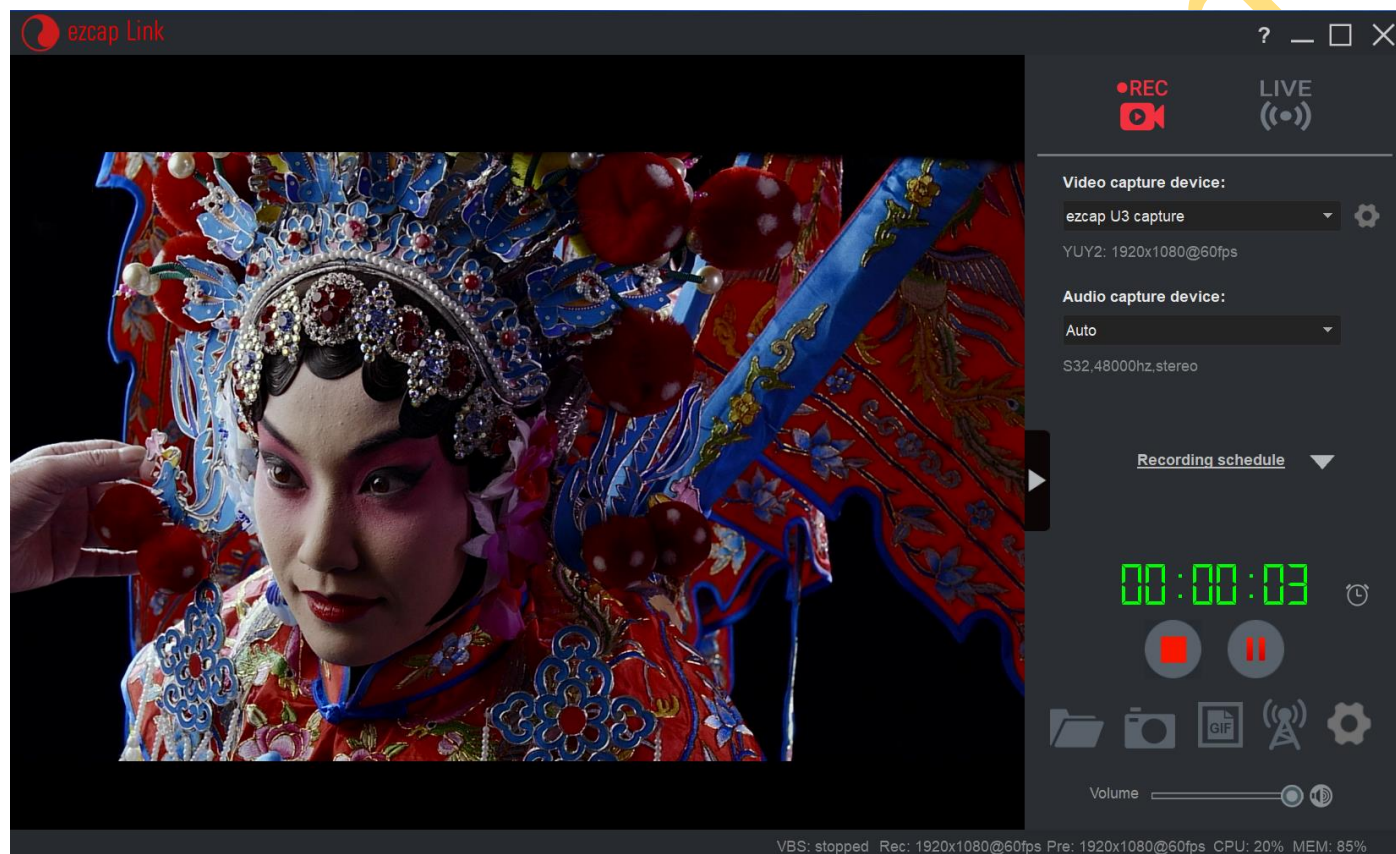 ezcap Link
?
REC
LIVE
Video capture device:
ezcap U3 capture
YUY2: 1920x1080@60fps
Audio capture device:
Auto
S32,48000hz,stereo
Recording schedule
00:00:03
GIF
Volume
VBS: stopped Rec: 1920x1080@60fps Pre: 1920x1080@60fps CPU: 20% MEM: 85%